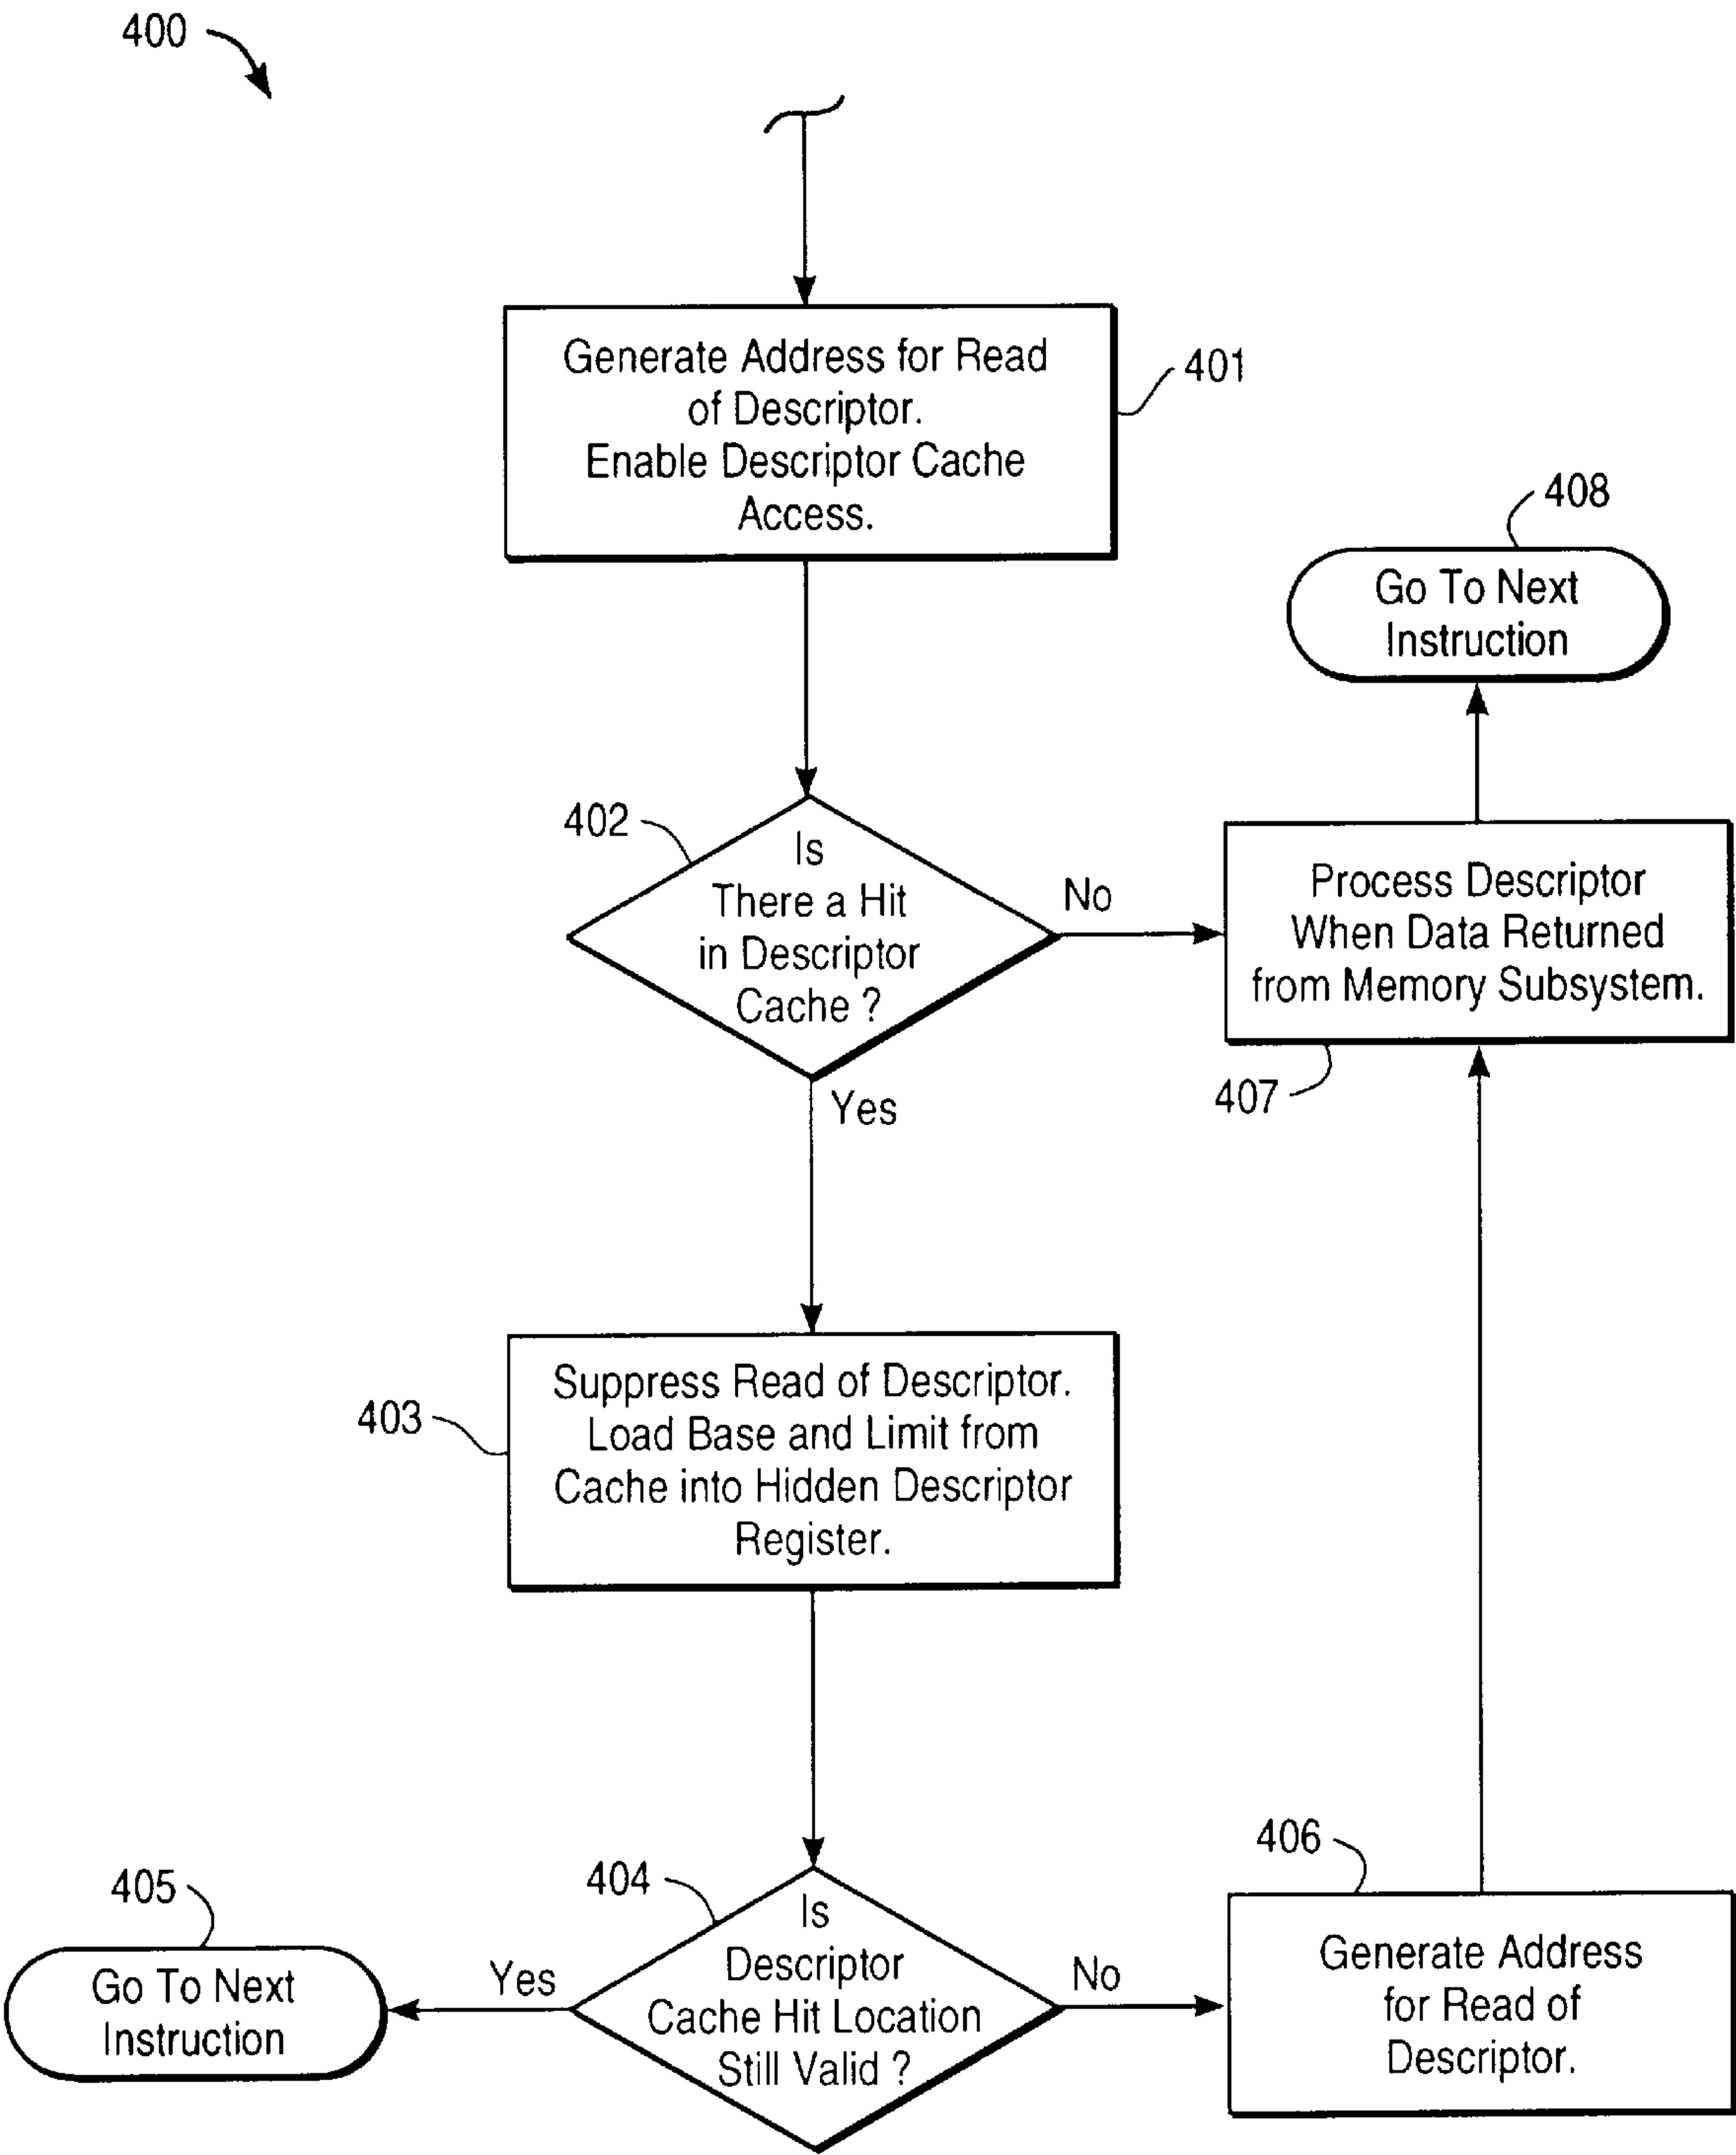 400
Generate Address for Read
of Descriptor.
Enable Descriptor Cache
Access.
401
408
Go To Next
Instruction
402
Is
There a Hit
in Descriptor
Cache ?
No
Yes
Process Descriptor
When Data Returned
from Memory Subsystem.
407
403
Suppress Read of Descriptor.
Load Base and Limit from
Cache into Hidden Descriptor
Register.
404
Is
Descriptor
Cache Hit Location
Still Valid ?
Yes
No
405
Go To Next
Instruction
406
Generate Address
for Read of
Descriptor.